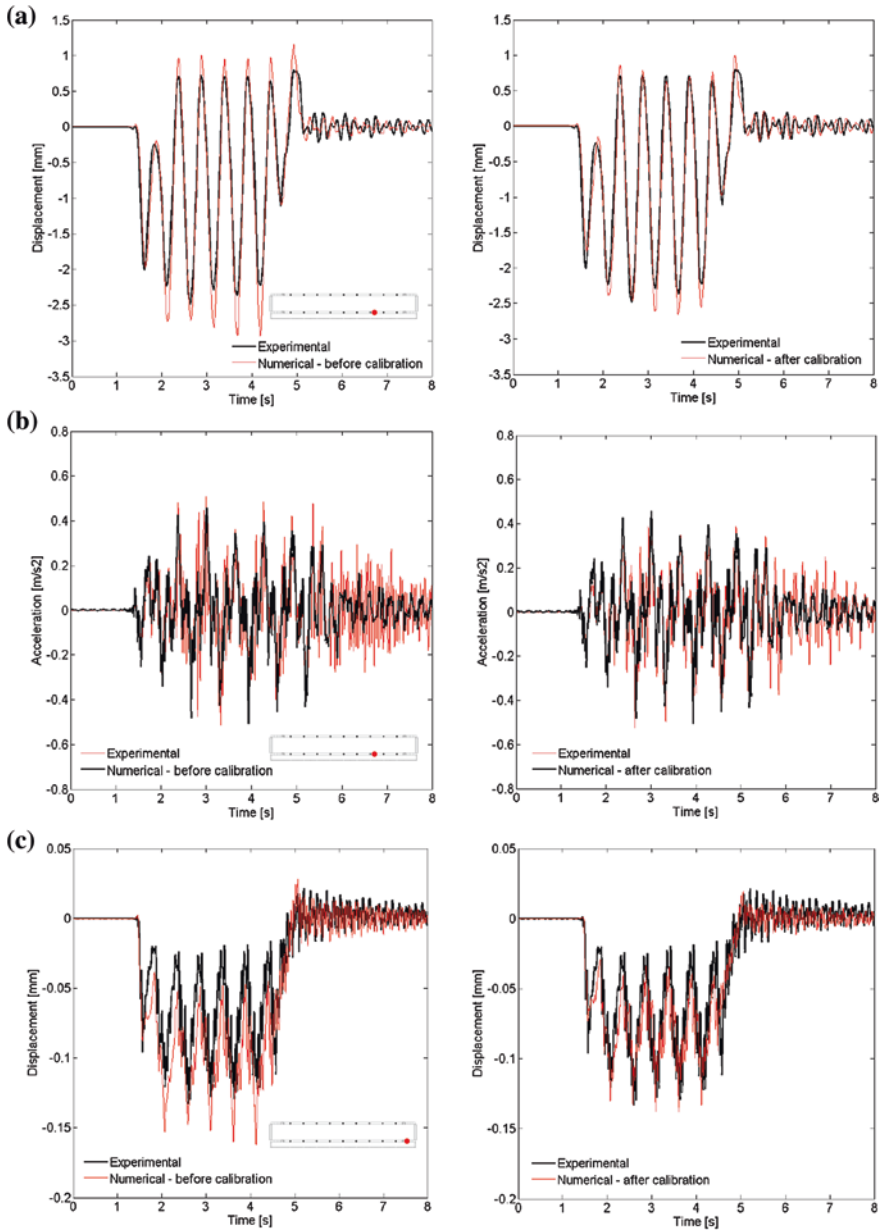 (a)
1.5
1
0.5
0
-0.5
-1
-1.5
-2
-2.5
-3
-3.5
Displacement [mm]
Experimental
Numerical - before calibration
0 1 2 3 4 5 6 7 8
Time [s]
1.5
1
0.5
0
-0.5
-1
-1.5
-2
-2.5
-3
-3.5
Displacement [mm]
Experimental
Numerical - after calibration
0 1 2 3 4 5 6 7 8
Time [s]
(b)
0.8
0.6
0.4
0.2
0
-0.2
-0.4
-0.6
-0.8
Acceleration [m/s2]
Experimental
Numerical - before calibration
0 1 2 3 4 5 6 7 8
Time [s]
0.8
0.6
0.4
0.2
0
-0.2
-0.4
-0.6
-0.8
Acceleration [m/s2]
Experimental
Numerical - after calibration
0 1 2 3 4 5 6 7 8
Time [s]
(c)
0.05
0
-0.05
-0.1
-0.15
-0.2
Displacement [mm]
Experimental
Numerical - before calibration
0 1 2 3 4 5 6 7 8
Time [s]
0.05
0
-0.05
-0.1
-0.15
-0.2
Displacement [mm]
Experimental
Numerical - after calibration
0 1 2 3 4 5 6 7 8
Time [s]